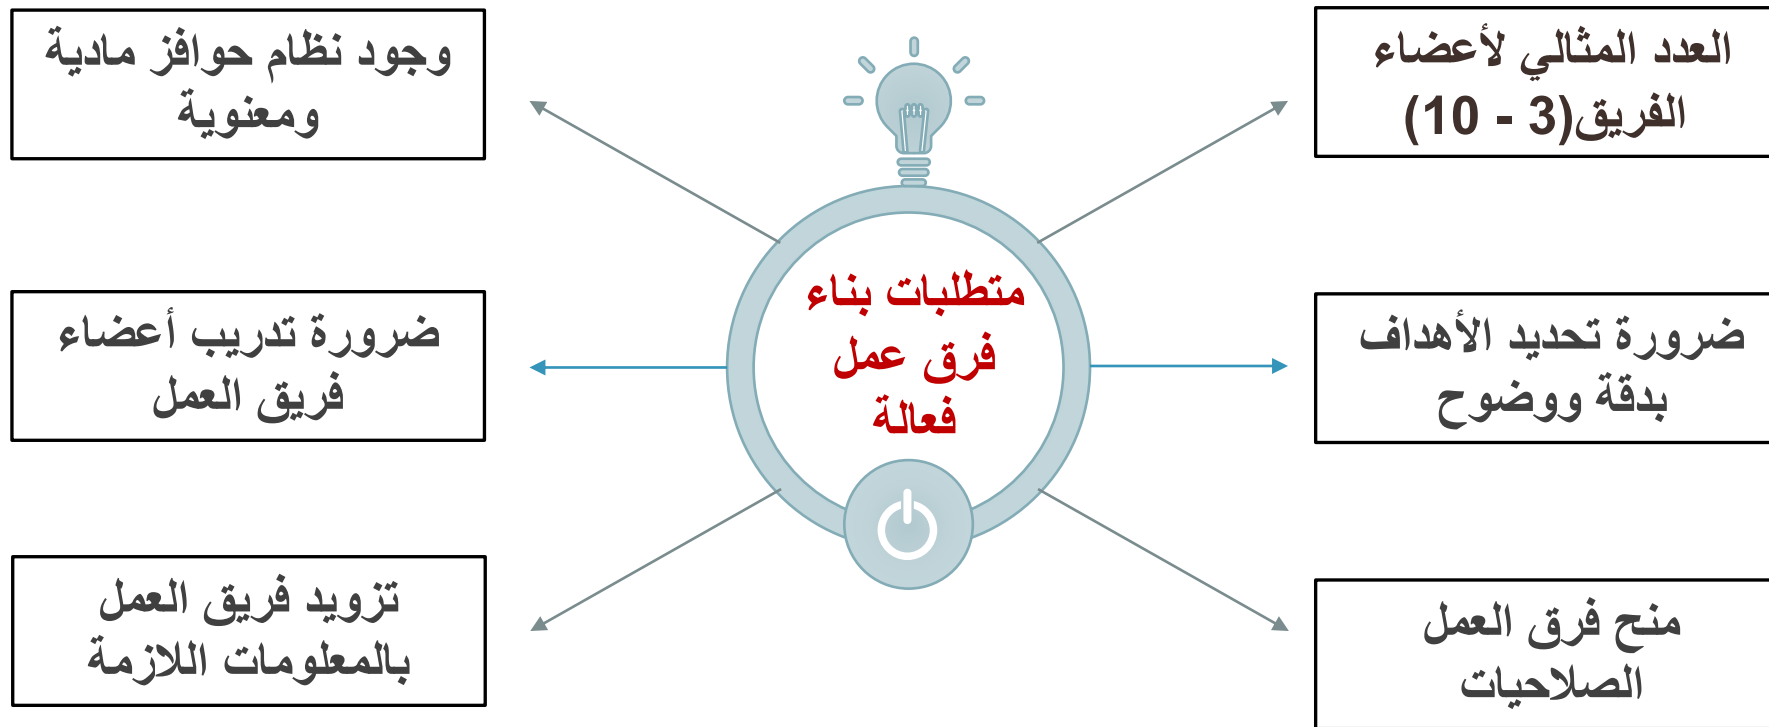 العدد المثالي لأعضاء
الفريق(3 - 10)
وجود نظام حوافز مادية
ومعنوية
متطلبات بناء
فرق عمل
فعالة
ضرورة تحديد الأهداف
بدقة ووضوح
ضرورة تدريب أعضاء
فريق العمل
منح فرق العمل
الصلاحيات
تزويد فريق العمل
بالمعلومات اللازمة